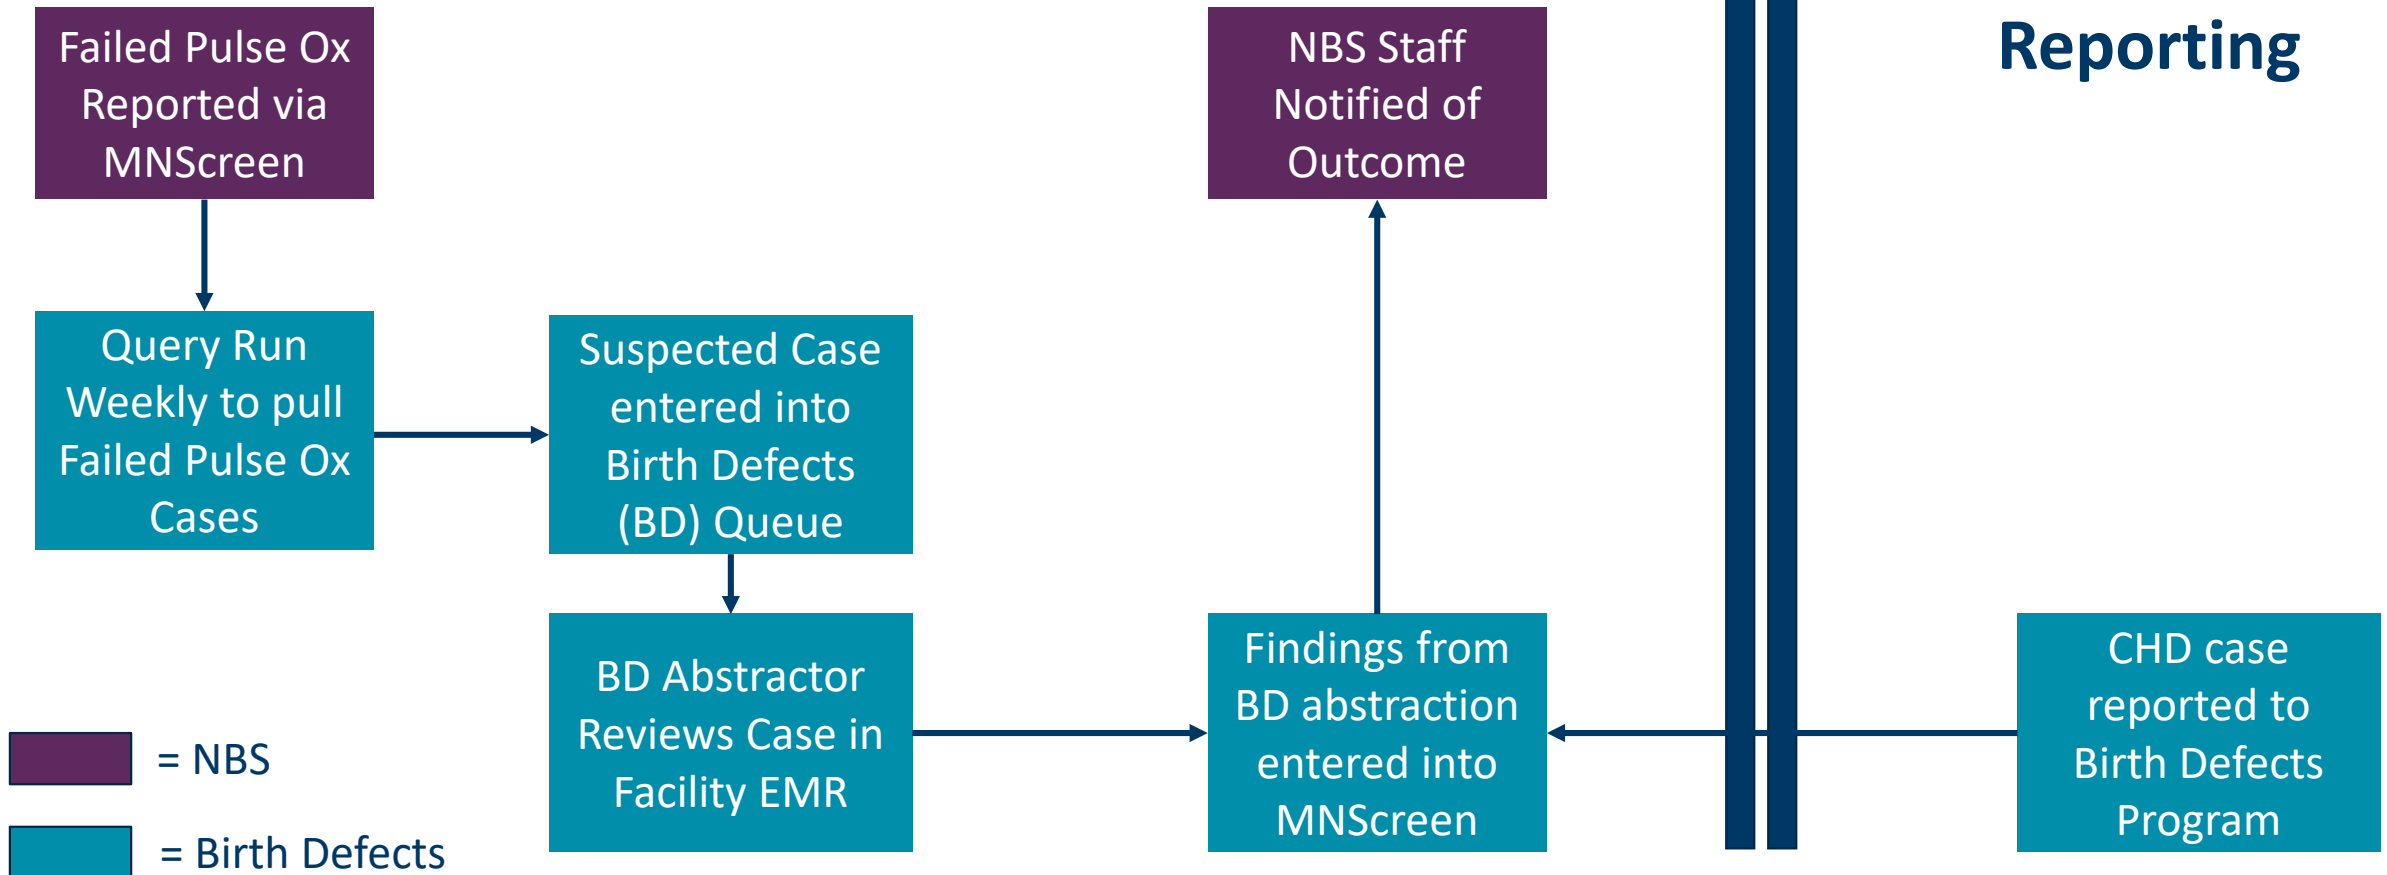 Failed Pulse Ox
Reported via
MNScreen
NBS Staff
Notified of
Outcome
Reporting
Query Run
Weekly to pull
Failed Pulse Ox
Cases
Suspected Case
entered into
Birth Defects
(BD) Queue
BD Abstractor
Reviews Case in
Facility EMR
Findings from
BD abstraction
entered into
MNScreen
CHD case
reported to
Birth Defects
Program
= NBS
= Birth Defects